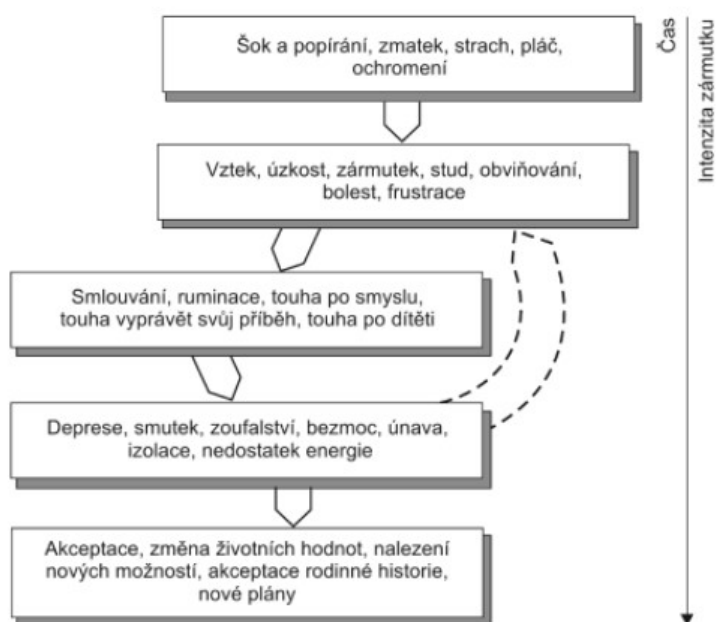 Šok a popírání, zmatek, strach, pláč,
ochromení
Vztek, úzkost, zármutek, stud, obviňování,
bolest, frustrace
Smlouvání, ruminace, touha po smyslu,
touha vyprávět svůj příběh, touha po dítěti
Deprese, smutek, zoufalství, bezmoc, únava,
izolace, nedostatek energie
Akceptace, změna životních hodnot, nalezení
nových možností, akceptace rodinné historie,
nové plány
Čas
Intenzita zármutku